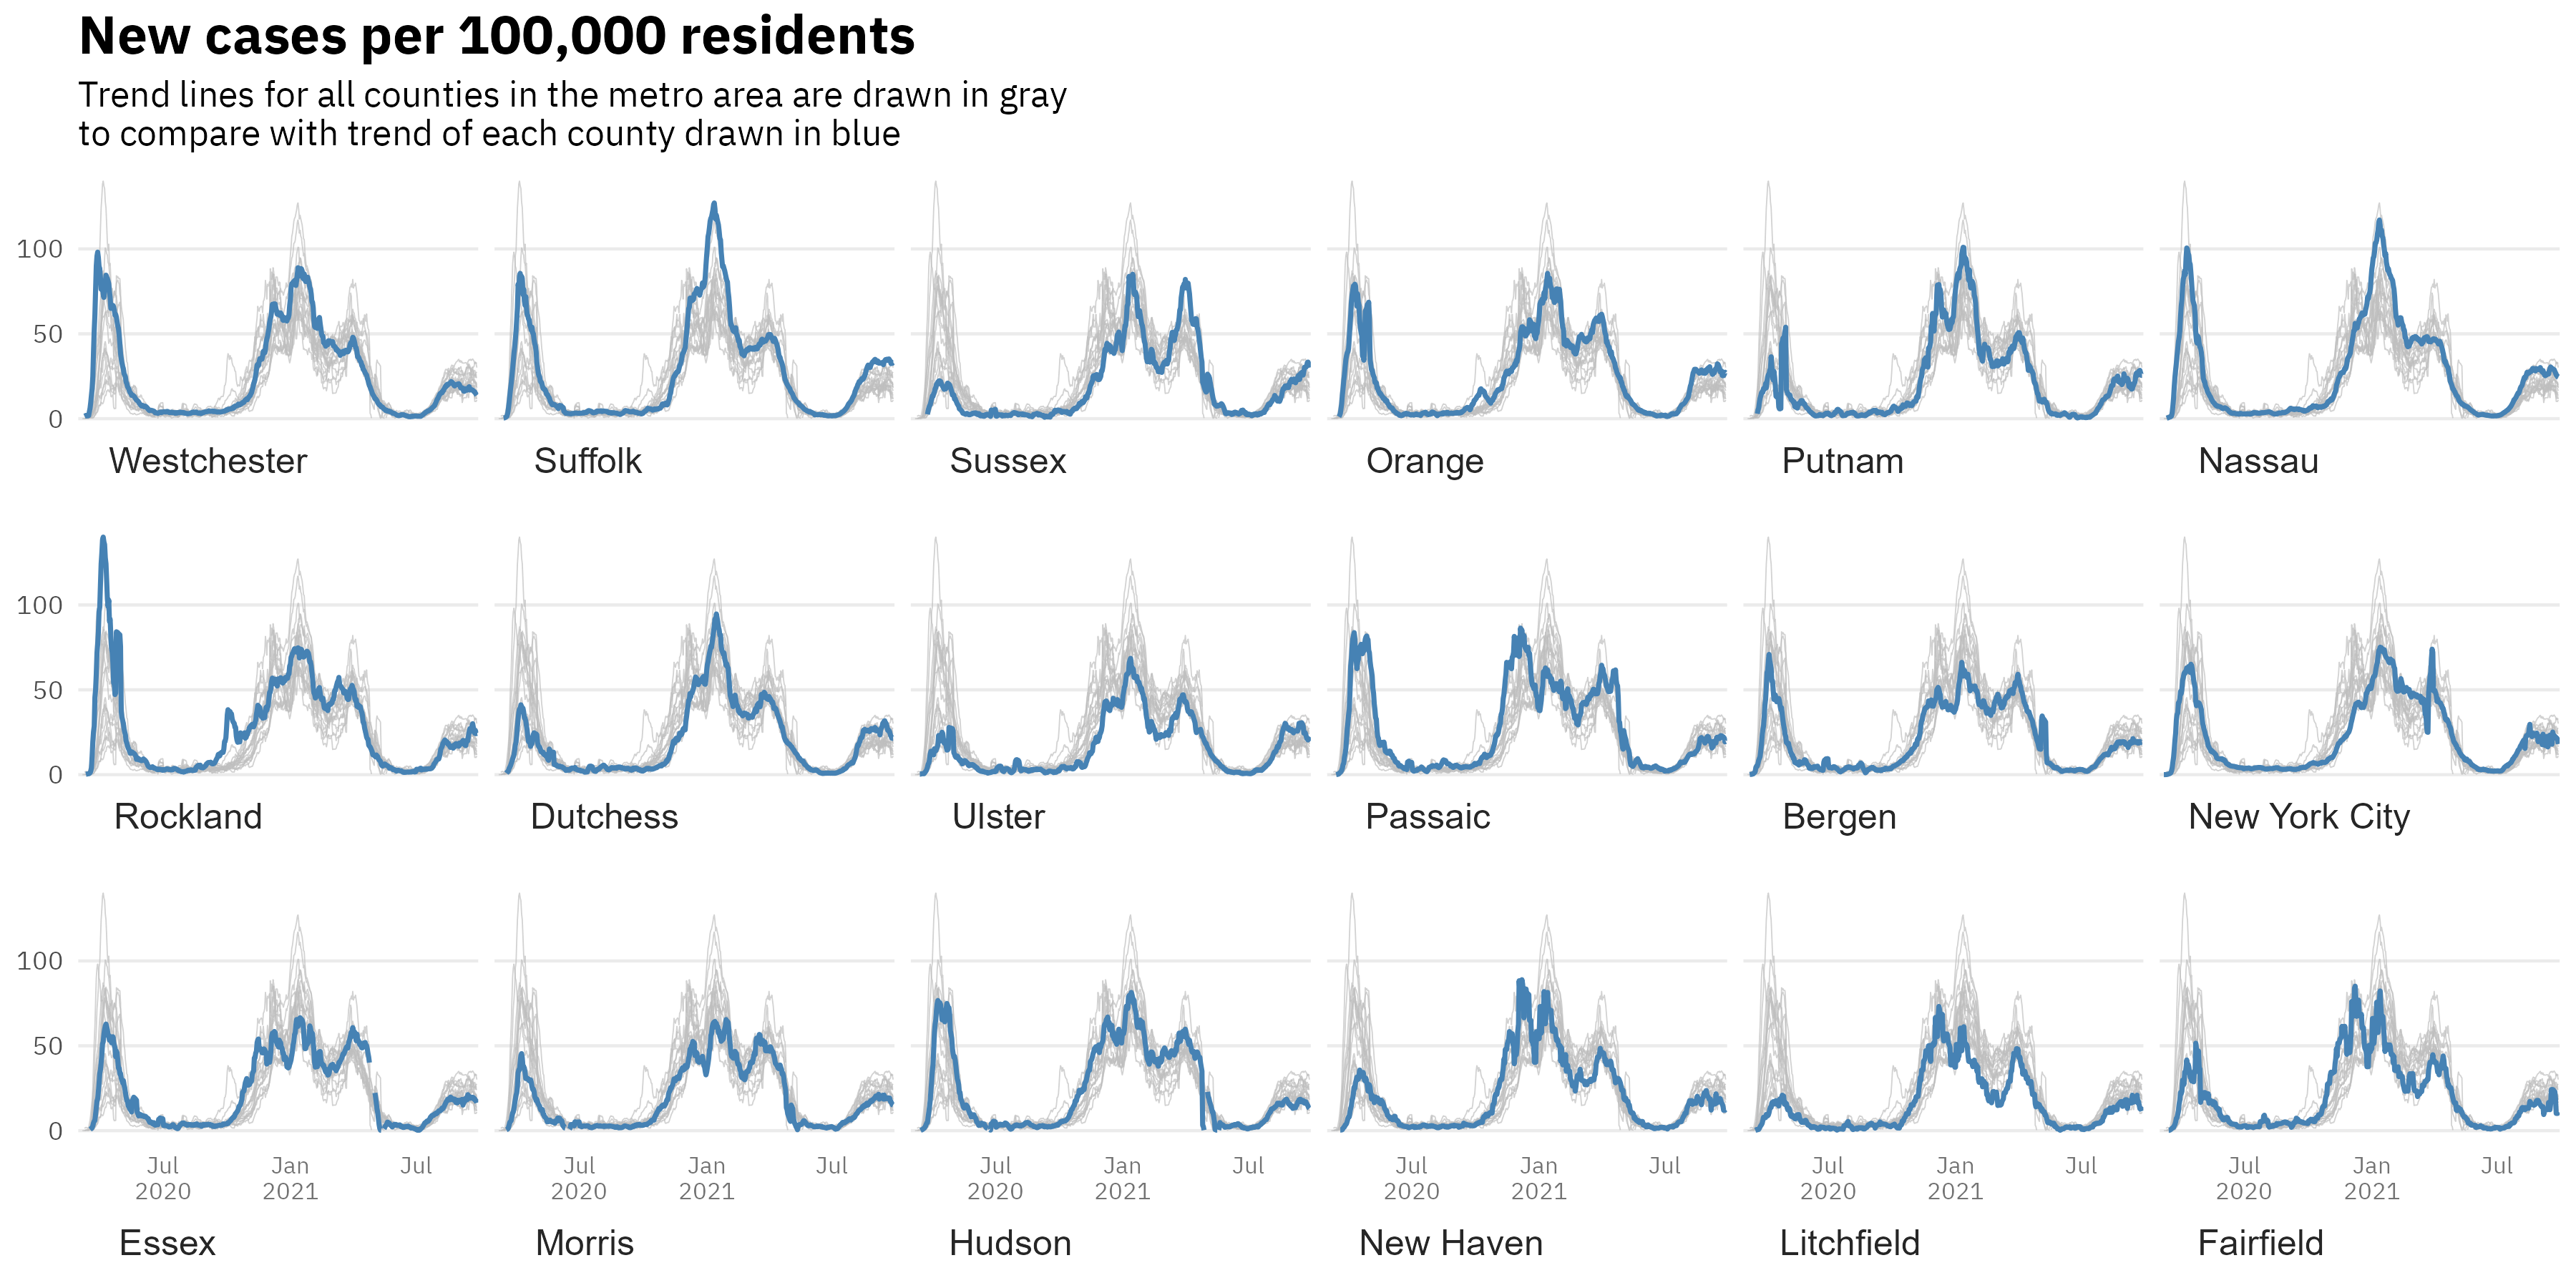 New cases per 100,000 residents
Trend lines for all counties in the metro area are drawn in gray
to compare with trend of each county drawn in blue
100
50
0
Westchester Suffolk Sussex Orange Putnam Nassau
100
50
0
Rockland Dutchess Ulster Passaic Bergen New York City
100
50
0
Jul Jan Jul Jul Jan Jul Jul Jan Jul Jul Jan Jul Jul Jan Jul Jul Jan Jul
2020 2021 2020 2021 2020 2021 2020 2021 2020 2021 2020 2021
Essex Morris Hudson New Haven Litchfield Fairfield